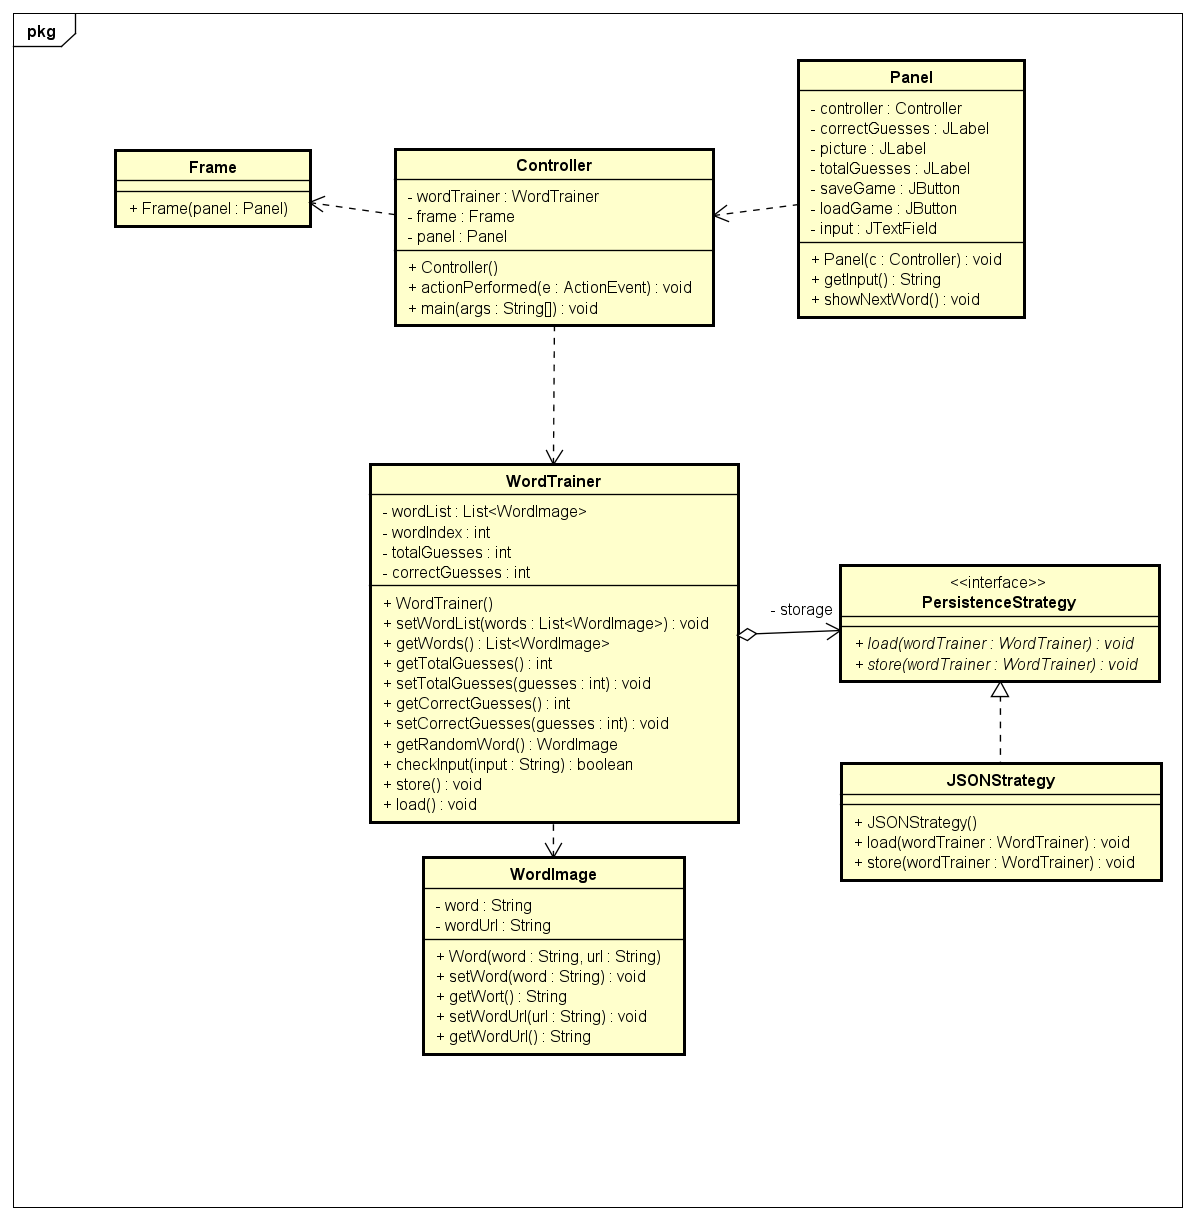 pkg
Panel
- controller : Controller
- correctGuesses : JLabel
- picture : JLabel
- totalGuesses : JLabel
- saveGame : JButton
- loadGame : JButton
- input : JTextField
+ Panel(c : Controller) : void
+ getInput() : String
+ showNextWord() : void
Frame
+ Frame(panel : Panel)
Controller
- wordTrainer : WordTrainer
- frame : Frame
- panel : Panel
+ Controller()
+ actionPerformed(e : ActionEvent) : void
+ main(args : String[]) : void
WordTrainer
- wordList : List<WordImage>
- wordIndex : int
- totalGuesses : int
- correctGuesses : int
+ WordTrainer()
+ setWordList(words : List<WordImage>) : void
+ getWords() : List<WordImage>
+ getTotalGuesses() : int
+ setTotalGuesses(guesses : int) : void
+ getCorrectGuesses() : int
+ setCorrectGuesses(guesses : int) : void
+ getRandomWord() : WordImage
+ checkInput(input : String) : boolean
+ store() : void
+ load() : void
- storage
<<interface>>
PersistenceStrategy
+ load(wordTrainer : WordTrainer) : void
+ store(wordTrainer : WordTrainer) : void
JSONStrategy
+ JSONStrategy()
+ load(wordTrainer : WordTrainer) : void
+ store(wordTrainer : WordTrainer) : void
WordImage
- word : String
- wordUrl : String
+ Word(word : String, url : String)
+ setWord(word : String) : void
+ getWort() : String
+ setWordUrl(url : String) : void
+ getWordUrl() : String